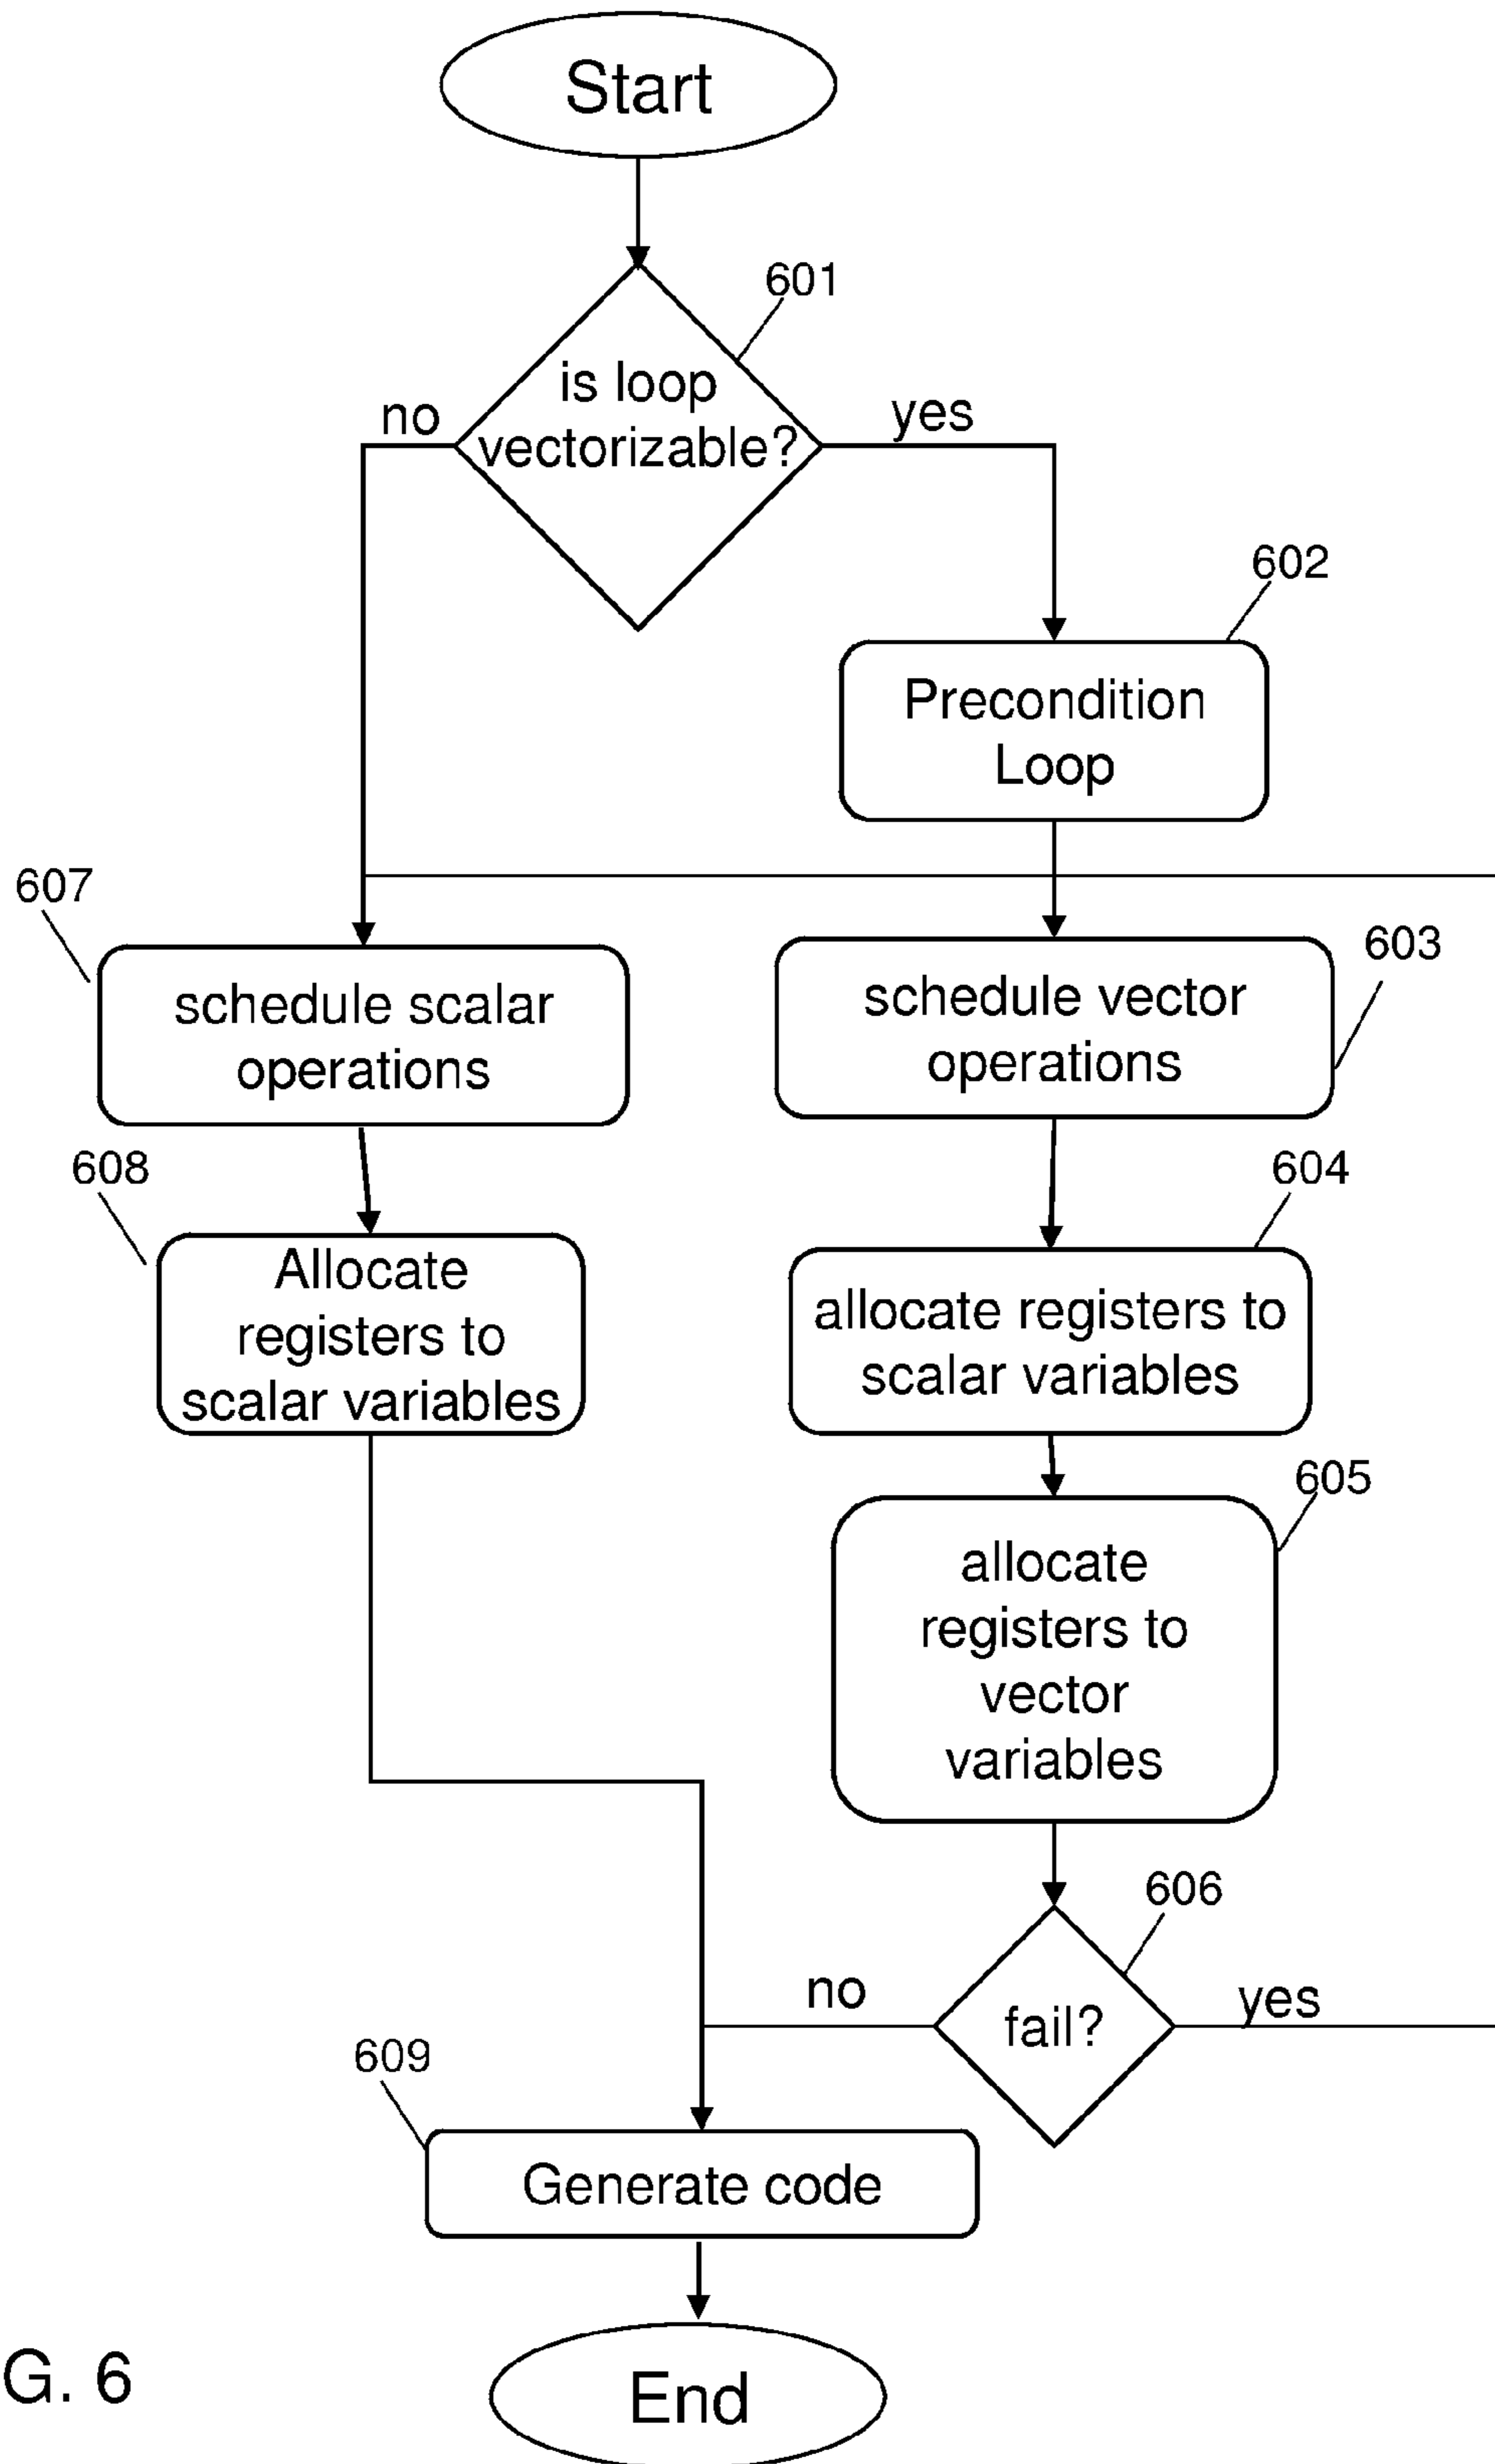 Start
601
is loop
vectorizable?
no
yes
602
Precondition
Loop
607
schedule scalar
operations
603
schedule vector
operations
608
Allocate
registers to
scalar variables
604
allocate registers to
scalar variables
605
allocate
registers to
vector
variables
606
fail?
no
yes
609
Generate code
End
G. 6